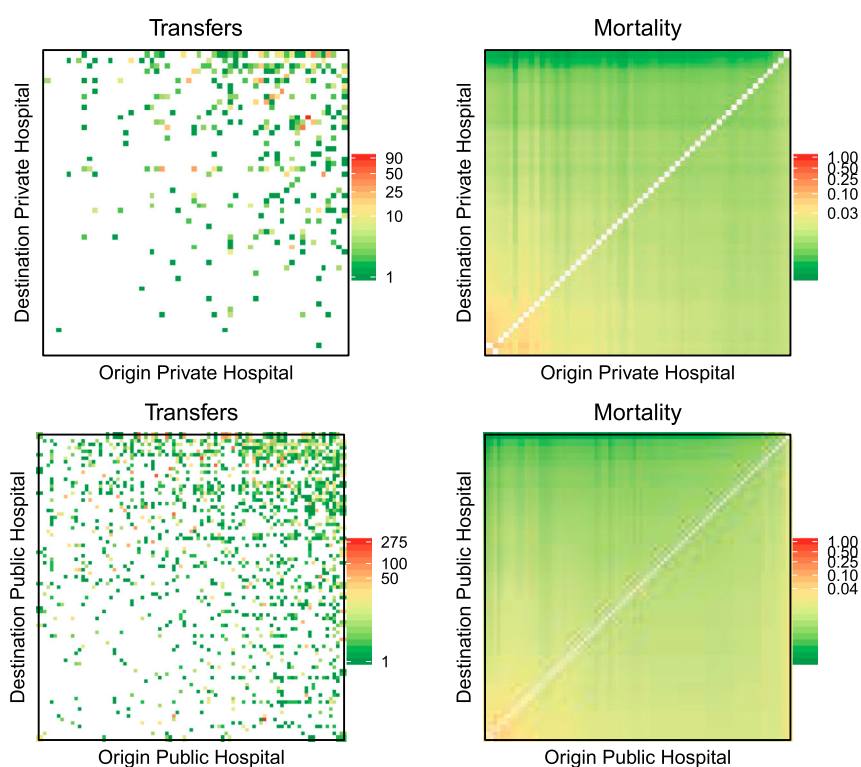 Transfers
Mortality
Destination Private Hospital
90
50
25
10
1
Destination Private Hospital
1.00
0.50
0.25
0.10
0.03
Origin Private Hospital
Origin Private Hospital
Transfers
Mortality
Destination Public Hospital
275
100
50
1
Destination Public Hospital
1.00
0.50
0.25
0.10
0.04
Origin Public Hospital
Origin Public Hospital